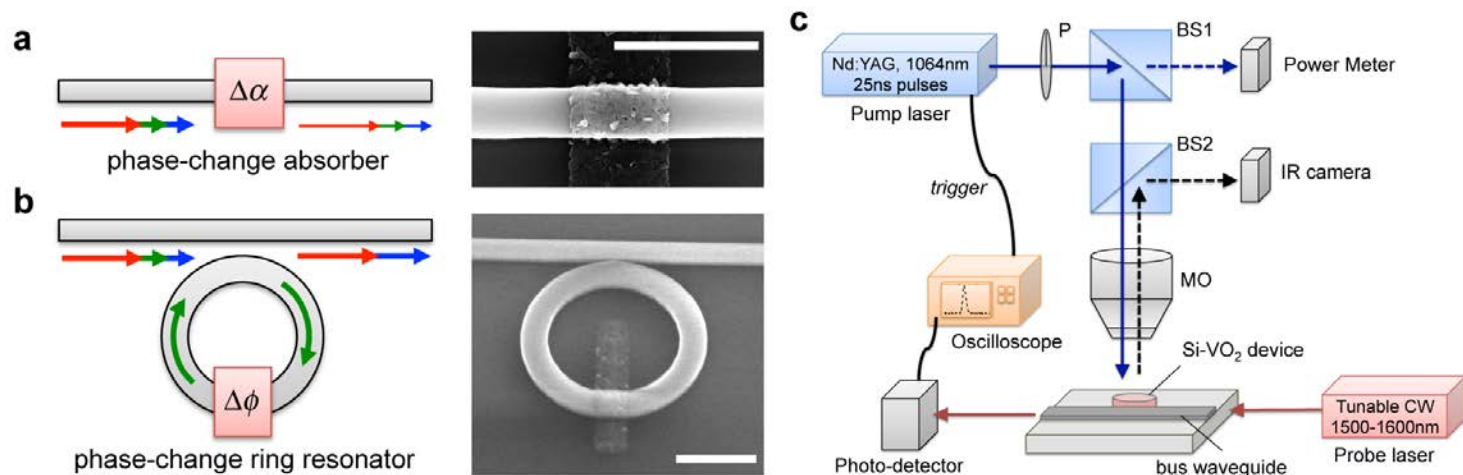 a
Δα
phase-change absorber
b
Δϕ
phase-change ring resonator
c
Nd:YAG, 1064nm
25ns pulses
Pump laser
P
BS1
Power Meter
BS2
IR camera
trigger
MO
Oscilloscope
Si-VO₂ device
Tunable CW
1500-1600nm
Probe laser
Photo-detector
bus waveguide